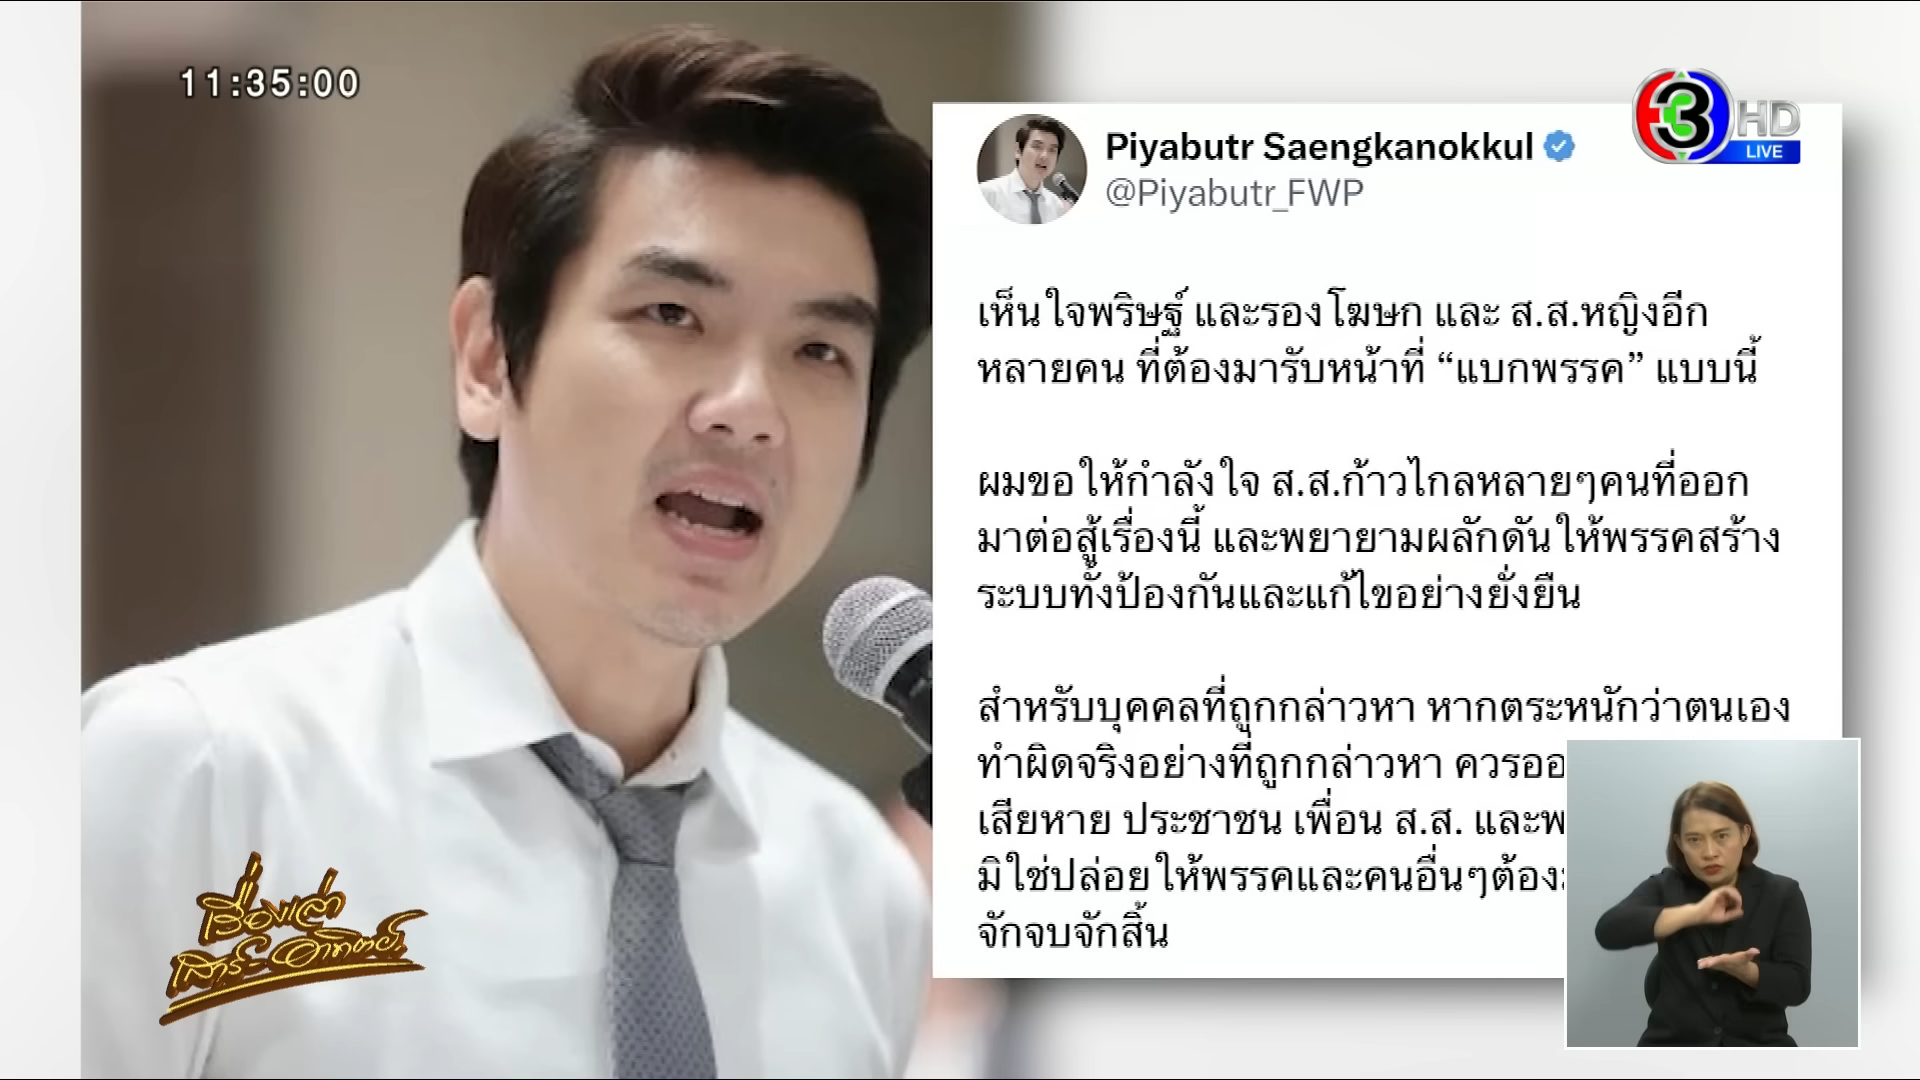 11:35:00
3 HD
LIVE
Piyabutr Saengkanokkul
@Piyabutr_FWP
เห็นใจพริษฐ์ และรองโฆษก และ ส.ส.หญิงอีก
หลายคน ที่ต้องมารับหน้าที่ “แบกพรรค” แบบนี้
ผมขอให้กำลังใจ ส.ส.ก้าวไกลหลายๆคนที่ออก
มาต่อสู้เรื่องนี้ และพยายามผลักดันให้พรรคสร้าง
ระบบทั้งป้องกันและแก้ไขอย่างยั่งยืน
สำหรับบุคคลที่ถูกกล่าวหา หากตระหนักว่าตนเอง
ทำผิดจริงอย่างที่ถูกกล่าวหา ควรออ
เสียหาย ประชาชน เพื่อน ส.ส. และพ
มิใช่ปล่อยให้พรรคและคนอื่นๆต้อง
จักจบจักสิ้น
เรื่องเล่า
เสาร์-อาทิตย์